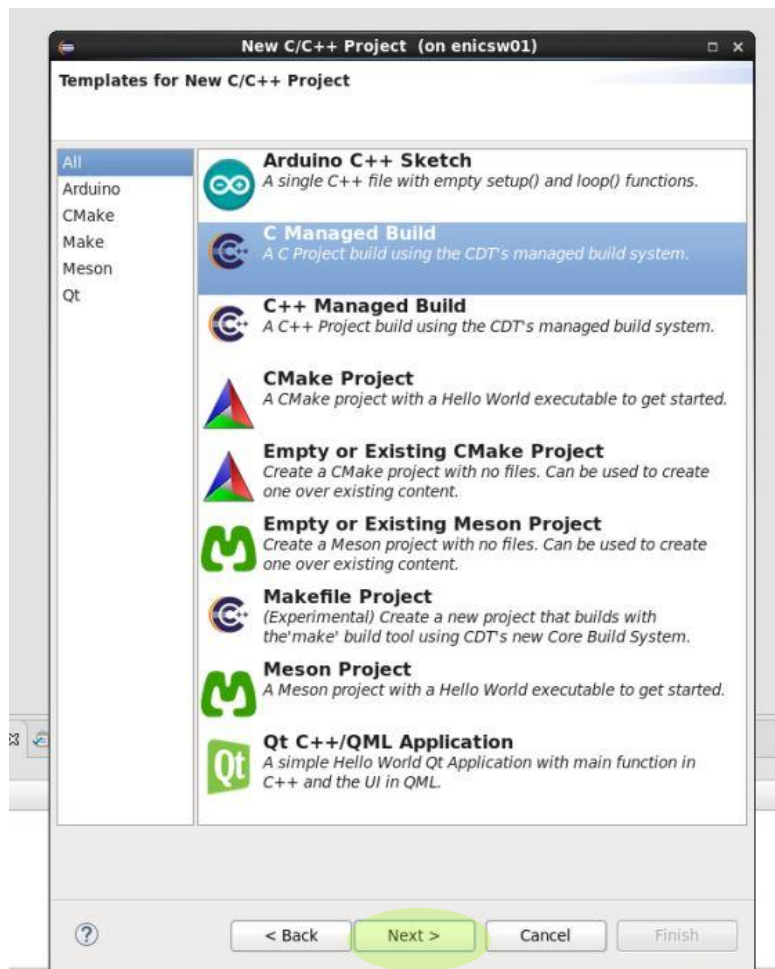 New C/C++ Project (on enicsw01)
Templates for New C/C++ Project
All
Arduino
CMake
Make
Meson
Qt
Arduino C++ Sketch
A single C++ file with empty setup() and loop() functions.
C Managed Build
A C Project build using the CDT's managed build system.
C++ Managed Build
A C++ Project build using the CDT's managed build system.
CMake Project
A CMake project with a Hello World executable to get started.
Empty or Existing CMake Project
Create a CMake project with no files. Can be used to create
one over existing content.
Empty or Existing Meson Project
Create a Meson project with no files. Can be used to create
one over existing content.
Makefile Project
(Experimental) Create a new project that builds with
the'make' build tool using CDT's new Core Build System.
Meson Project
A Meson project with a Hello World executable to get started.
Qt
Qt C++/QML Application
A simple Hello World Qt Application with main function in
C++ and the UI in QML.
? < Back Next > Cancel Finish